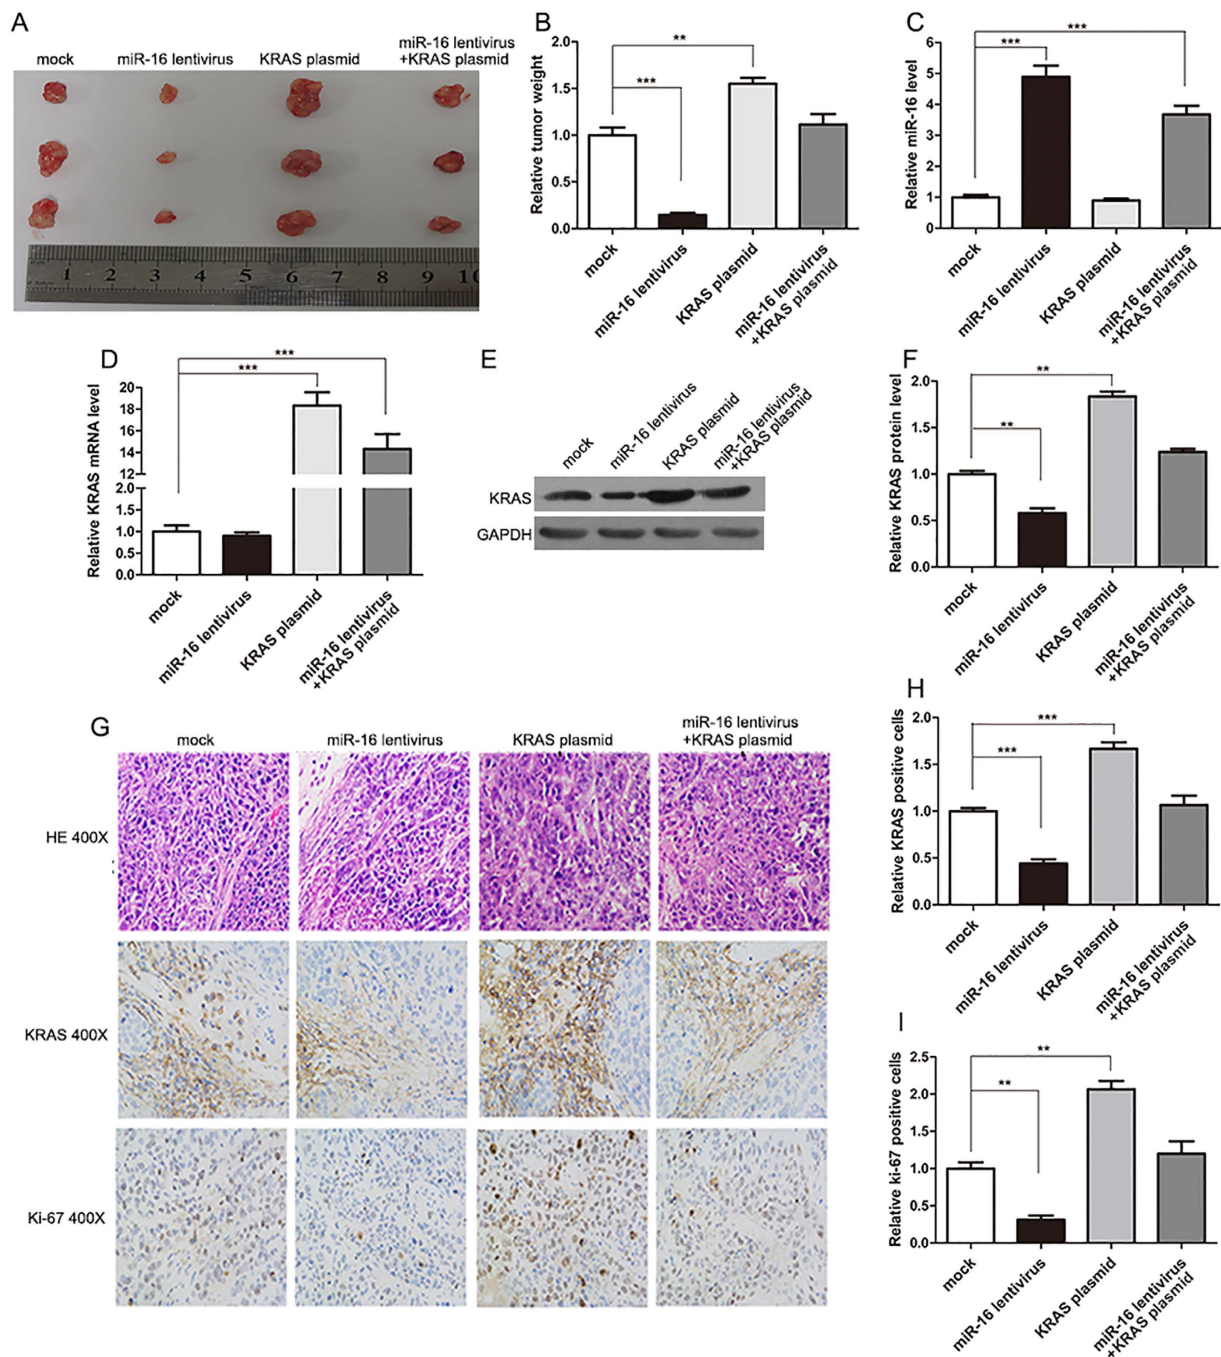 A
mock
miR-16 lentivirus
KRAS plasmid
miR-16 lentivirus
+KRAS plasmid
1 2 3 4 5 6 7 8 9 10
B
Relative tumor weight
2.0
1.5
1.0
0.5
0.0
**
***
mock
miR-16 lentivirus
KRAS plasmid
miR-16 lentivirus
+KRAS plasmid
C
Relative miR-16 level
6
5
4
3
2
1
0
***
***
mock
miR-16 lentivirus
KRAS plasmid
miR-16 lentivirus
+KRAS plasmid
D
Relative KRAS mRNA level
20
18
16
14
12
2.0
1.5
1.0
0.5
0.0
***
***
mock
miR-16 lentivirus
KRAS plasmid
miR-16 lentivirus
+KRAS plasmid
E
mock
miR-16 lentivirus
KRAS plasmid
miR-16 lentivirus
+KRAS plasmid
KRAS
GAPDH
F
Relative KRAS protein level
2.0
1.5
1.0
0.5
0.0
**
**
mock
miR-16 lentivirus
KRAS plasmid
miR-16 lentivirus
+KRAS plasmid
G
mock
miR-16 lentivirus
KRAS plasmid
miR-16 lentivirus
+KRAS plasmid
HE 400X
KRAS 400X
Ki-67 400X
H
Relative KRAS positive cells
2.0
1.5
1.0
0.5
0.0
***
***
mock
miR-16 lentivirus
KRAS plasmid
miR-16 lentivirus
+KRAS plasmid
I
Relative ki-67 positive cells
2.5
2.0
1.5
1.0
0.5
0.0
**
**
mock
miR-16 lentivirus
KRAS plasmid
miR-16 lentivirus
+KRAS plasmid